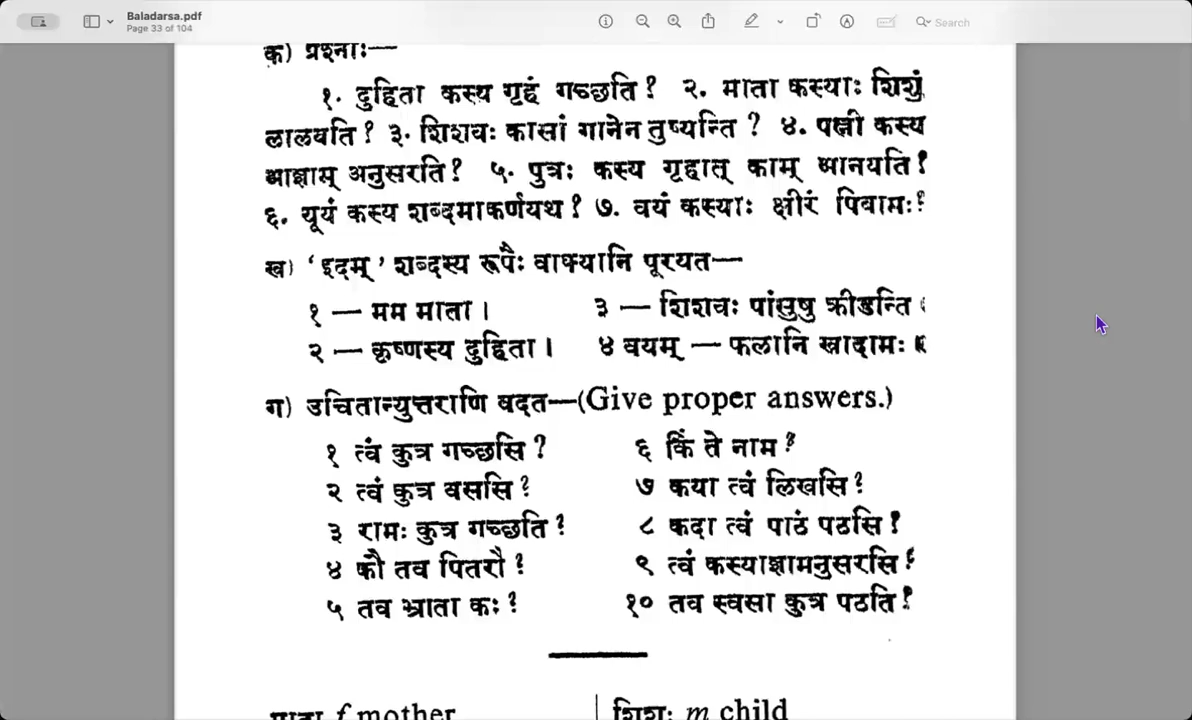 Baladarsa.pdf
Page 33 of 104
Search
क) प्रश्नाः—
१. दुहिता कस्य गृहं गच्छति? २. माता कस्याः शिशुं
लालयति? ३. शिशवः कासां गानेन तुष्यन्ति? ४. पत्नी कस्य
आज्ञाम् अनुसरति? ५. पुत्रः कस्य गृहात् काम् आनयति?
६. यूयं कस्य शब्दमाकर्णयथ? ७. वयं कस्याः क्षीरं पिबामः?
ख) ‘इदम्’ शब्दस्य रूपैः वाक्यानि पूरयत—
१ — मम माता। ३ — शिशवः पांसुषु क्रीडन्ति
२ — कृष्णस्य दुहिता। ४ वयम् — फलानि खादामः
ग) उचितान्युत्तराणि वदत—(Give proper answers.)
१ त्वं कुत्र गच्छसि? ६ किं ते नाम?
२ त्वं कुत्र वससि? ७ कया त्वं लिखसि?
३ रामः कुत्र गच्छति? ८ कदा त्वं पाठं पठसि?
४ कौ तव पितरौ? ९ त्वं कस्याज्ञामनुसरसि?
५ तव भ्राता कः? १० तव स्वसा कुत्र पठति?
माता f mother शिशुः m child